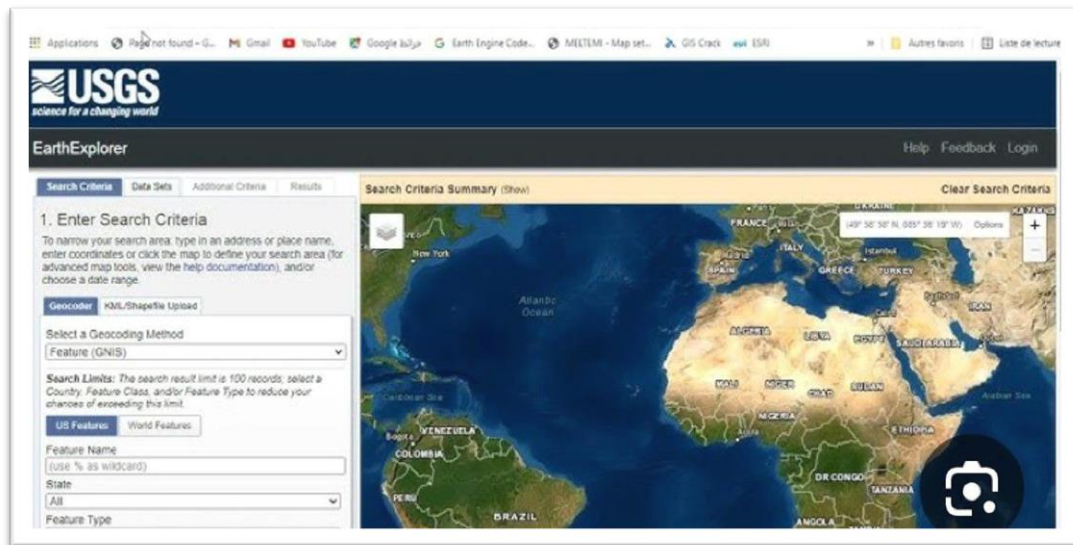 Applications Page not found – G... Gmail YouTube Google خرائط Earth Engine Code... MELTEMI - Map set... GIS Crack esri ESRI » Autres favoris Liste de lecture
USGS
science for a changing world
EarthExplorer
Help Feedback Login
Search Criteria Data Sets Additional Criteria Results
Search Criteria Summary (Show)
Clear Search Criteria
1. Enter Search Criteria
To narrow your search area: type in an address or place name,
enter coordinates or click the map to define your search area (for
advanced map tools, view the help documentation), and/or
choose a date range.
Geocoder KML/Shapefile Upload
Select a Geocoding Method
Feature (GNIS)
Search Limits: The search result limit is 100 records; select a
Country, Feature Class, and/or Feature Type to reduce your
chances of exceeding this limit.
US Features World Features
Feature Name
(use % as wildcard)
State
All
Feature Type
Options
+
−
UKRAINE
FRANCE
New York
ITALY
Istanbul
Madrid
SPAIN
GREECE
TURKEY
Atlantic
Ocean
Baghdad
IRAN
Cairo
ALGERIA
LIBYA
EGYPT
SAUDI ARABIA
MALI
NIGER
CHAD
SUDAN
Caribbean Sea
Arabian Sea
NIGERIA
VENEZUELA
Accra
ETHIOPIA
Bogota
COLOMBIA
DR CONGO
TANZANIA
PERU
BRAZIL
ANGOLA